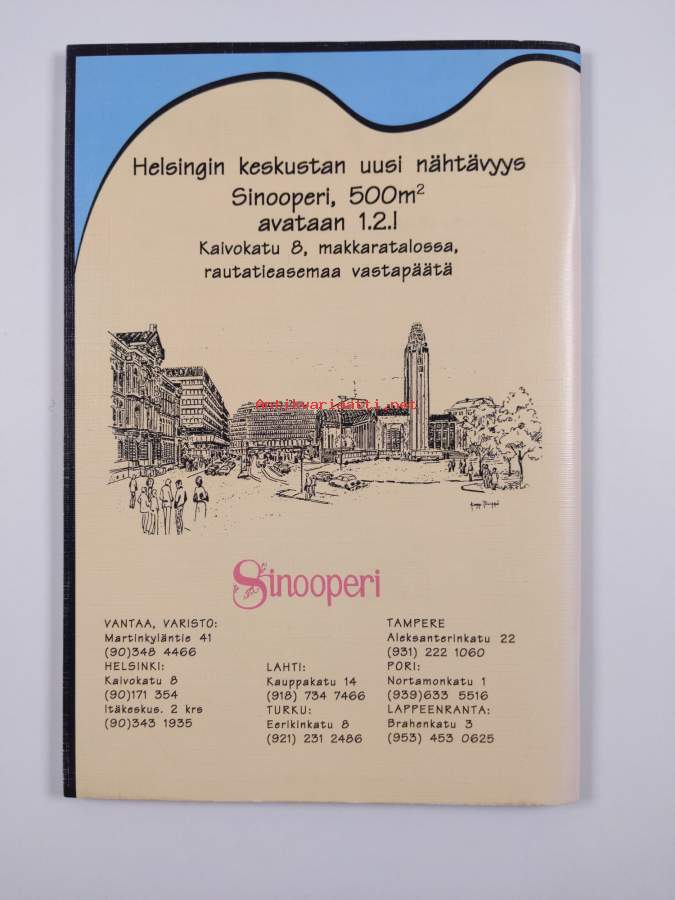 Helsingin keskustan uusi nähtävyys
Sinooperi, 500m²
avataan 1.2.!
Kaivokatu 8, makkaratalossa,
rautatieasemaa vastapäätä
Antikvariaatti.net
Sinooperi
VANTAA, VARISTO:
Martinkyläntie 41
(90)348 4466
HELSINKI:
Kaivokatu 8
(90)171 354
Itäkeskus. 2 krs
(90)343 1935
LAHTI:
Kauppakatu 14
(918) 734 7466
TURKU:
Eerikinkatu 8
(921) 231 2486
TAMPERE
Aleksanterinkatu 22
(931) 222 1060
PORI:
Nortamonkatu 1
(939)633 5516
LAPPEENRANTA:
Brahenkatu 3
(953) 453 0625